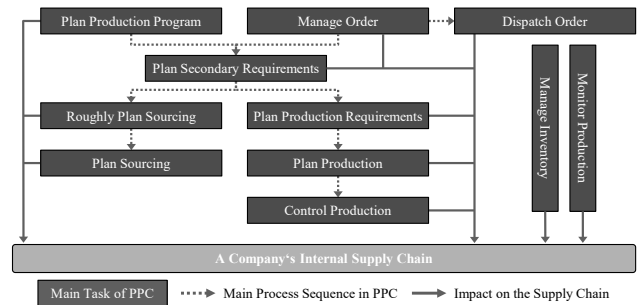 Plan Production Program
Manage Order
Dispatch Order
Plan Secondary Requirements
Roughly Plan Sourcing
Plan Production Requirements
Plan Sourcing
Plan Production
Control Production
Manage Inventory
Monitor Production
A Company‘s Internal Supply Chain
Main Task of PPC
Main Process Sequence in PPC
Impact on the Supply Chain